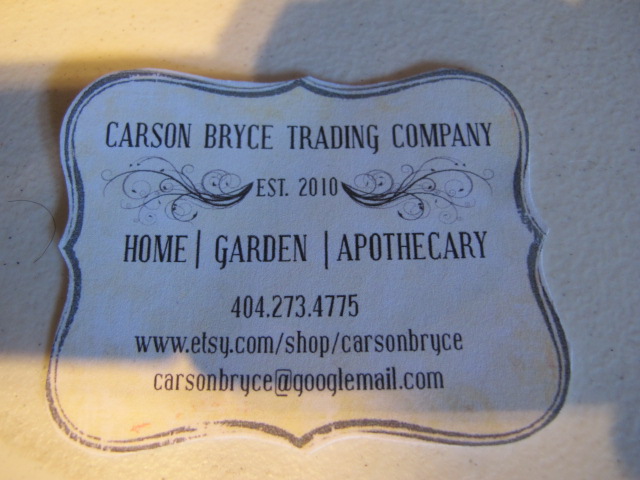 CARSON BRYCE TRADING COMPANY
EST. 2010
HOME | GARDEN | APOTHECARY
404.273.4775
www.etsy.com/shop/carsonbryce
carsonbryce@googlemail.com